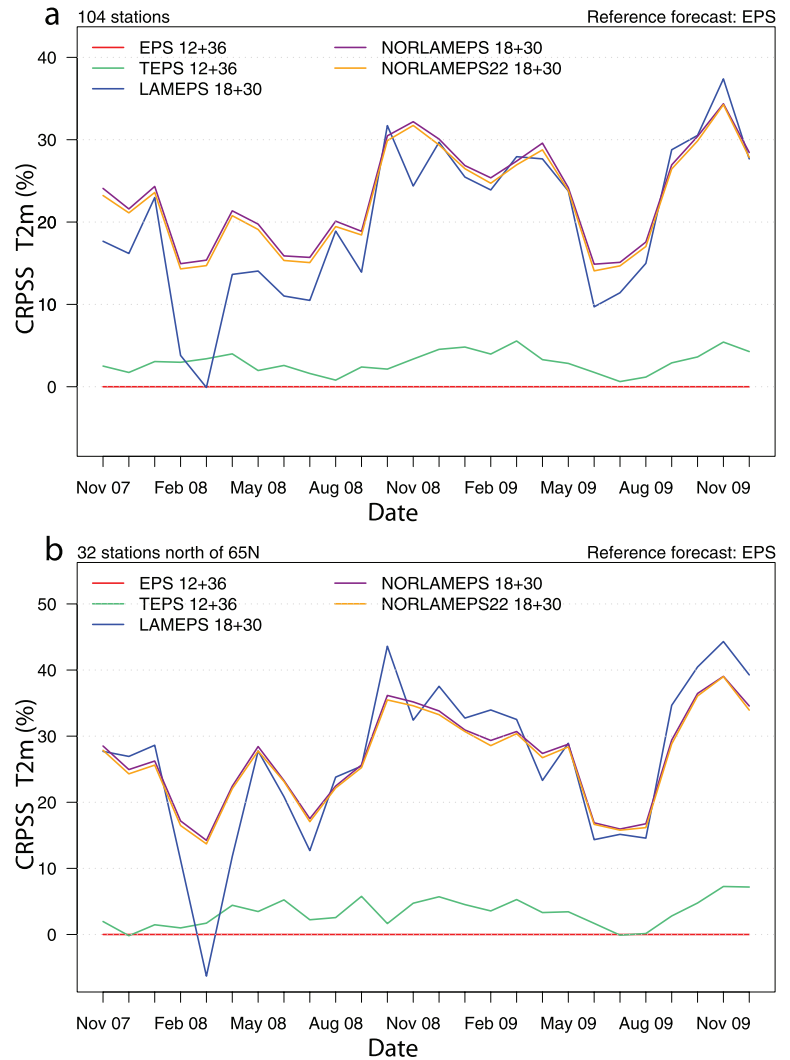 a 104 stations Reference forecast: EPS
EPS 12+36 NORLAMEPS 18+30
TEPS 12+36 NORLAMEPS22 18+30
LAMEPS 18+30
CRPSS T2m (%)
40
30
20
10
0
Nov 07 Feb 08 May 08 Aug 08 Nov 08 Feb 09 May 09 Aug 09 Nov 09
Date
b 32 stations north of 65N Reference forecast: EPS
EPS 12+36 NORLAMEPS 18+30
TEPS 12+36 NORLAMEPS22 18+30
LAMEPS 18+30
CRPSS T2m (%)
50
40
30
20
10
0
Nov 07 Feb 08 May 08 Aug 08 Nov 08 Feb 09 May 09 Aug 09 Nov 09
Date